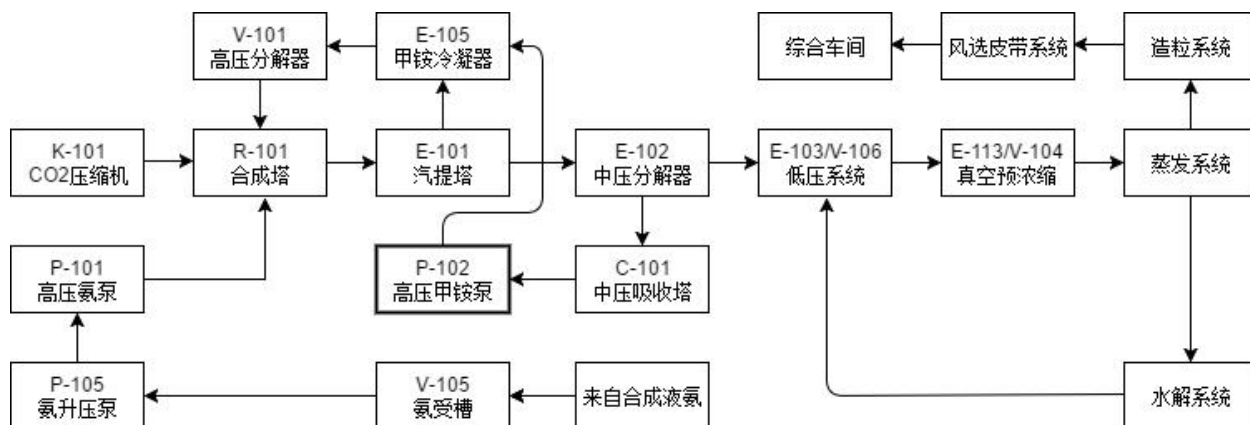 V-101
高压分解器
E-105
甲铵冷凝器
综合车间
风选皮带系统
造粒系统
K-101
CO2压缩机
R-101
合成塔
E-101
汽提塔
E-102
中压分解器
E-103/V-106
低压系统
E-113/V-104
真空预浓缩
蒸发系统
P-101
高压氨泵
P-102
高压甲铵泵
C-101
中压吸收塔
P-105
氨升压泵
V-105
氨受槽
来自合成液氨
水解系统